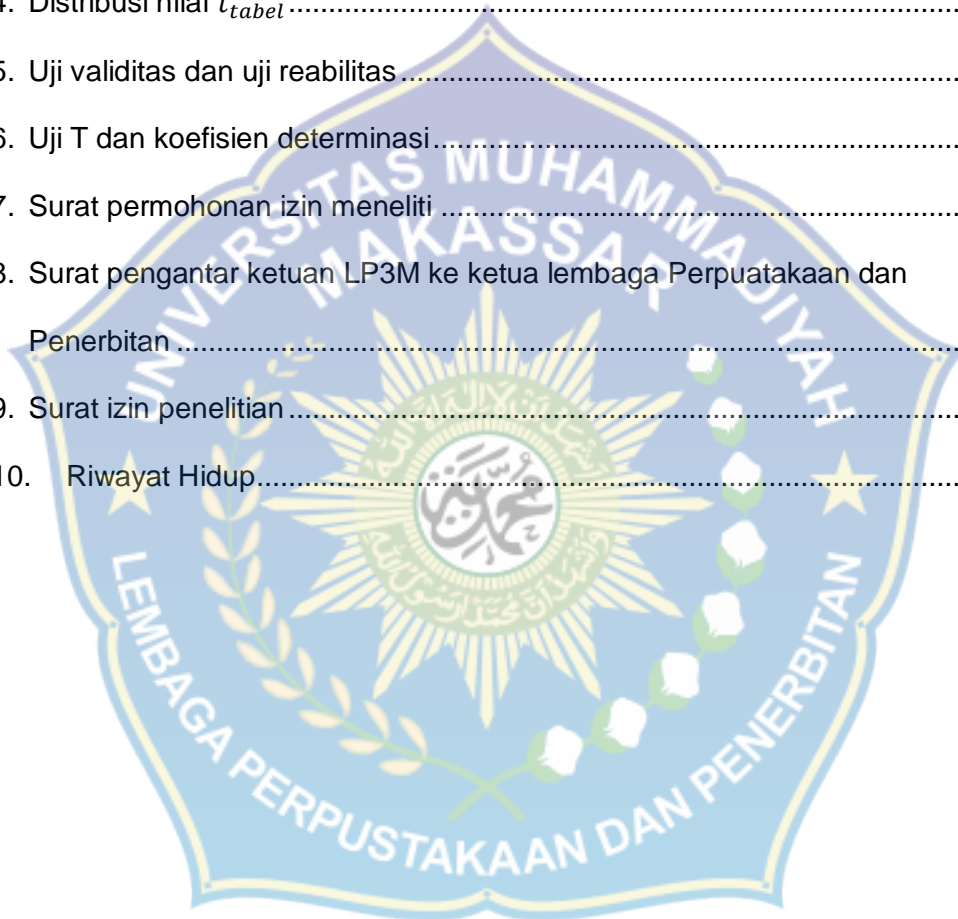 4. Distribusi nilai t_tabel ................................................................
5. Uji validitas dan uji reabilitas ................................................................
6. Uji T dan koefisien determinasi ................................................................
7. Surat permohonan izin meneliti ................................................................
8. Surat pengantar ketuan LP3M ke ketua lembaga Perpuatakaan dan
Penerbitan ................................................................
9. Surat izin penelitian ................................................................
10. Riwayat Hidup ................................................................
UNIVERSITAS MUHAMMADIYAH
MAKASSAR
LEMBAGA PERPUSTAKAAN DAN PENERBITAN